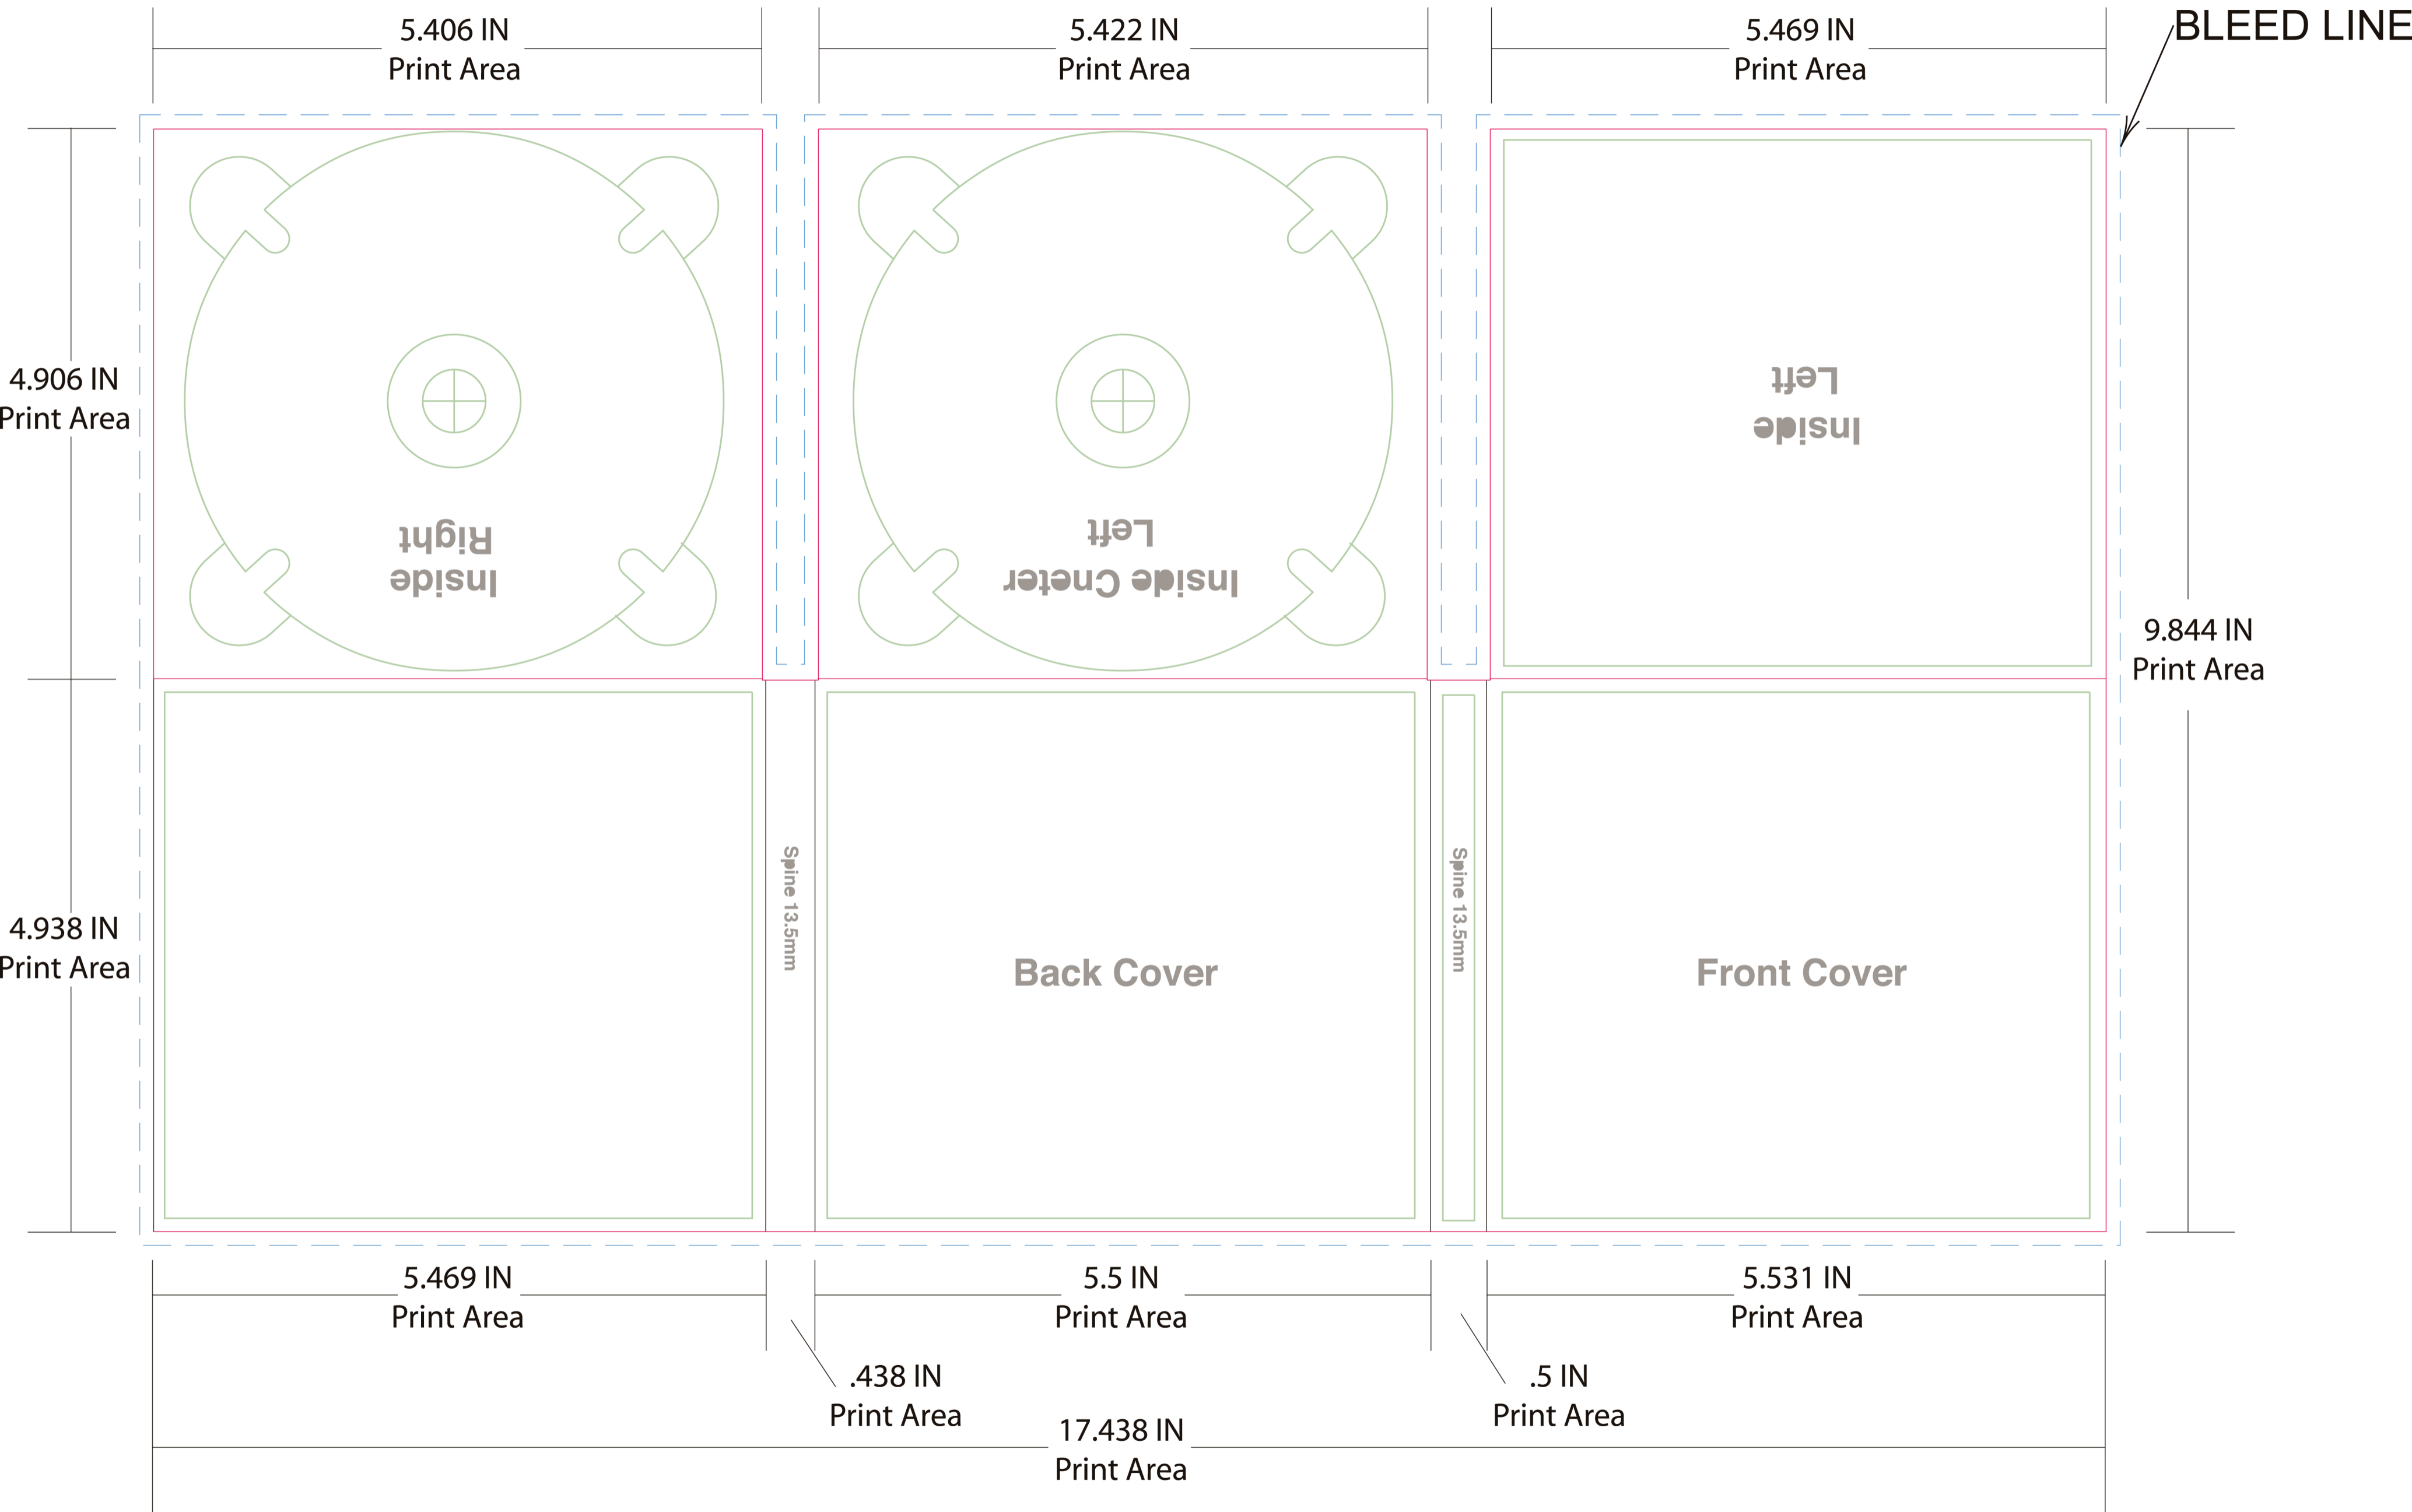 BLEED LINE
5.406 IN
Print Area
5.422 IN
Print Area
5.469 IN
Print Area
4.906 IN
Print Area
Inside
Right
Inside Cneter
Left
Inside
Left
9.844 IN
Print Area
4.938 IN
Print Area
Spine 13.5mm
Back Cover
Spine 13.5mm
Front Cover
5.469 IN
Print Area
5.5 IN
Print Area
5.531 IN
Print Area
.438 IN
Print Area
.5 IN
Print Area
17.438 IN
Print Area